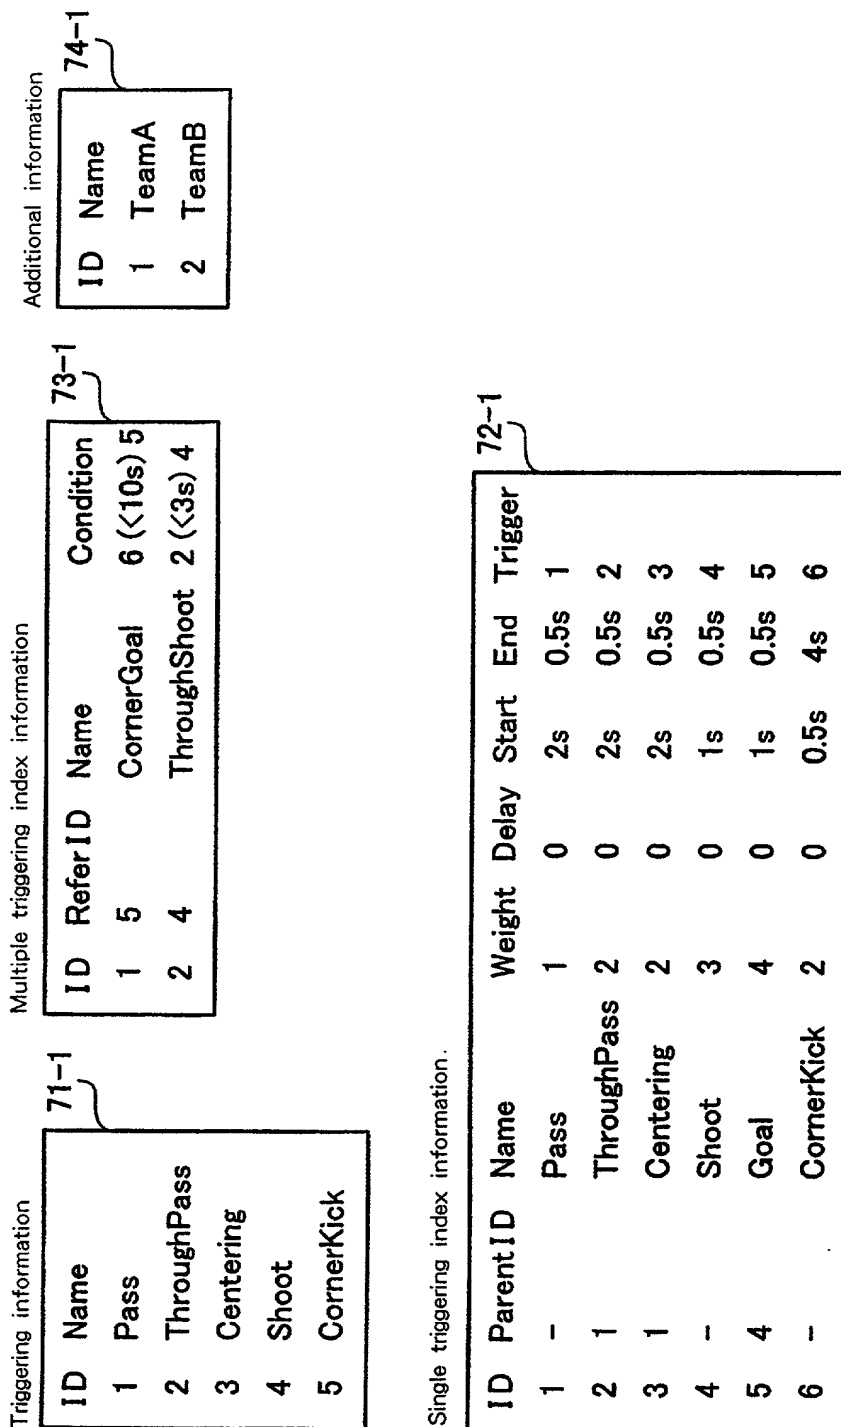 Triggering information
71-1
ID Name
1 Pass
2 ThroughPass
3 Centering
4 Shoot
5 CornerKick
Multiple triggering index information
73-1
ID ReferID Name Condition
1 5 CornerGoal 6 (<10s) 5
2 4 ThroughShoot 2 (<3s) 4
Additional information
74-1
ID Name
1 TeamA
2 TeamB
Single triggering index information.
72-1
ID ParentID Name Weight Delay Start End Trigger
1 - Pass 1 0 2s 0.5s 1
2 1 ThroughPass 2 0 2s 0.5s 2
3 1 Centering 2 0 2s 0.5s 3
4 - Shoot 3 0 1s 0.5s 4
5 4 Goal 4 0 1s 0.5s 5
6 - CornerKick 2 0 0.5s 4s 6